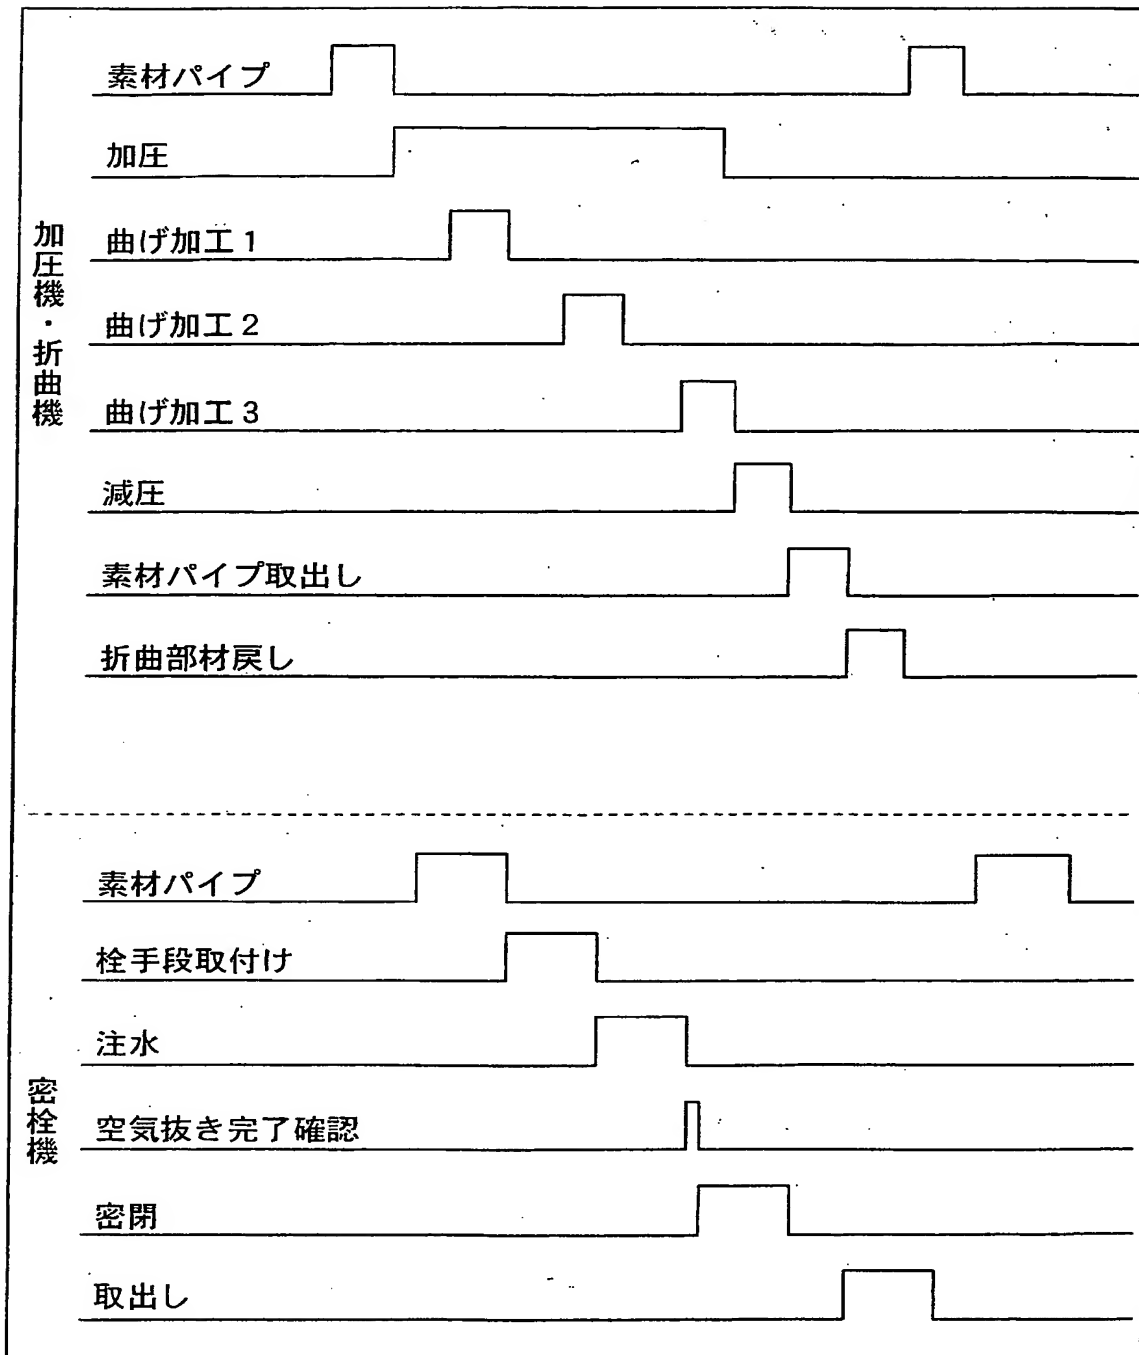 加圧機・折曲機
素材パイプ
加圧
曲げ加工1
曲げ加工2
曲げ加工3
減圧
素材パイプ取出し
折曲部材戻し
密栓機
素材パイプ
栓手段取付け
注水
空気抜き完了確認
密閉
取出し